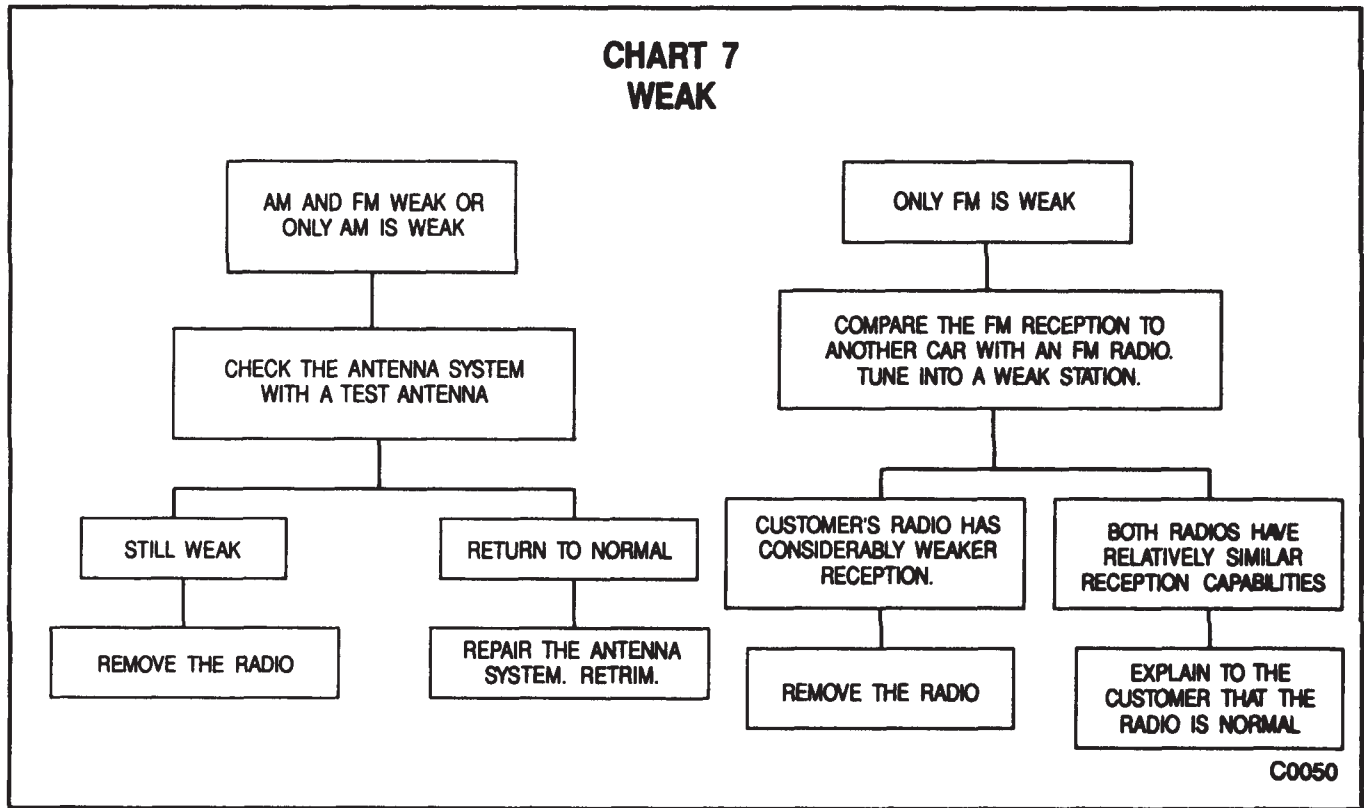 CHART 7
WEAK
AM AND FM WEAK OR
ONLY AM IS WEAK
CHECK THE ANTENNA SYSTEM
WITH A TEST ANTENNA
STILL WEAK
REMOVE THE RADIO
RETURN TO NORMAL
REPAIR THE ANTENNA
SYSTEM. RETRIM.
ONLY FM IS WEAK
COMPARE THE FM RECEPTION TO
ANOTHER CAR WITH AN FM RADIO.
TUNE INTO A WEAK STATION.
CUSTOMER'S RADIO HAS
CONSIDERABLY WEAKER
RECEPTION.
REMOVE THE RADIO
BOTH RADIOS HAVE
RELATIVELY SIMILAR
RECEPTION CAPABILITIES
EXPLAIN TO THE
CUSTOMER THAT THE
RADIO IS NORMAL
C0050